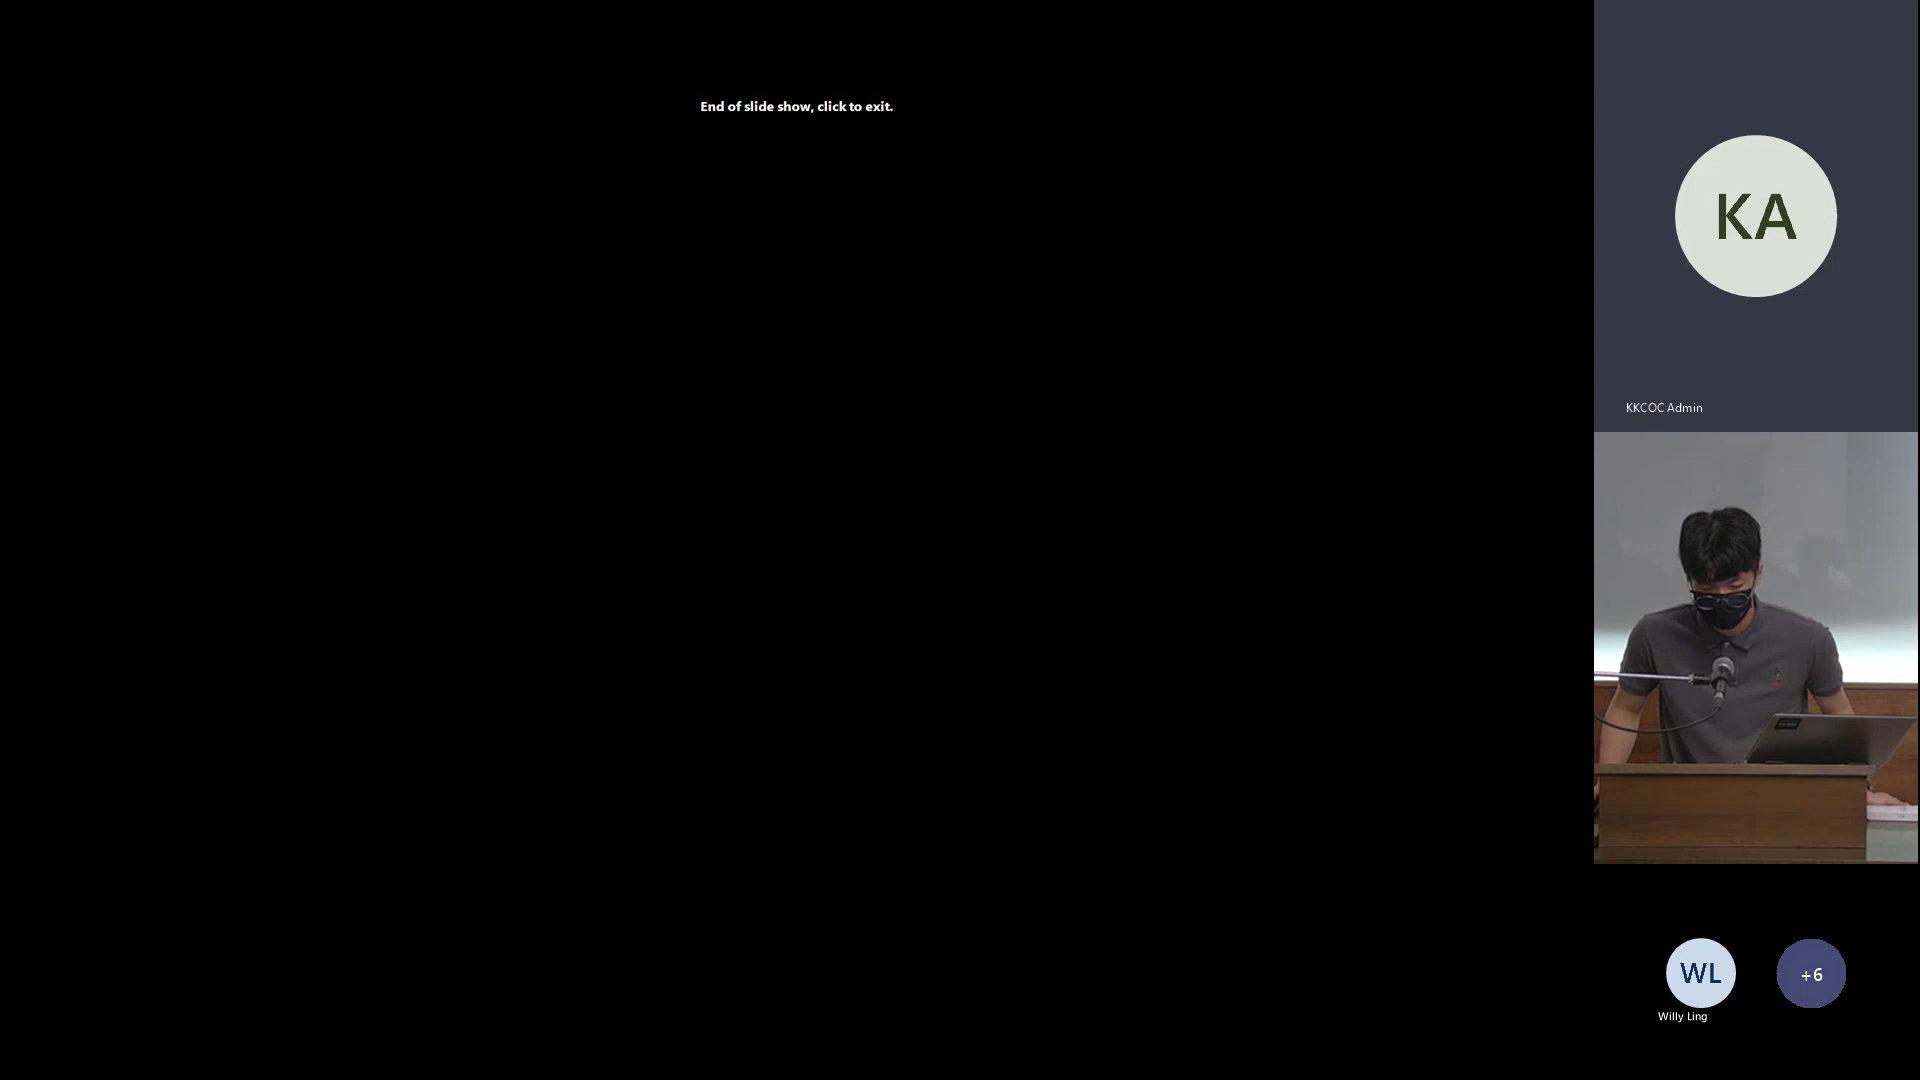 End of slide show, click to exit.
KA
KKCOC Admin
WL
+6
Willy Ling